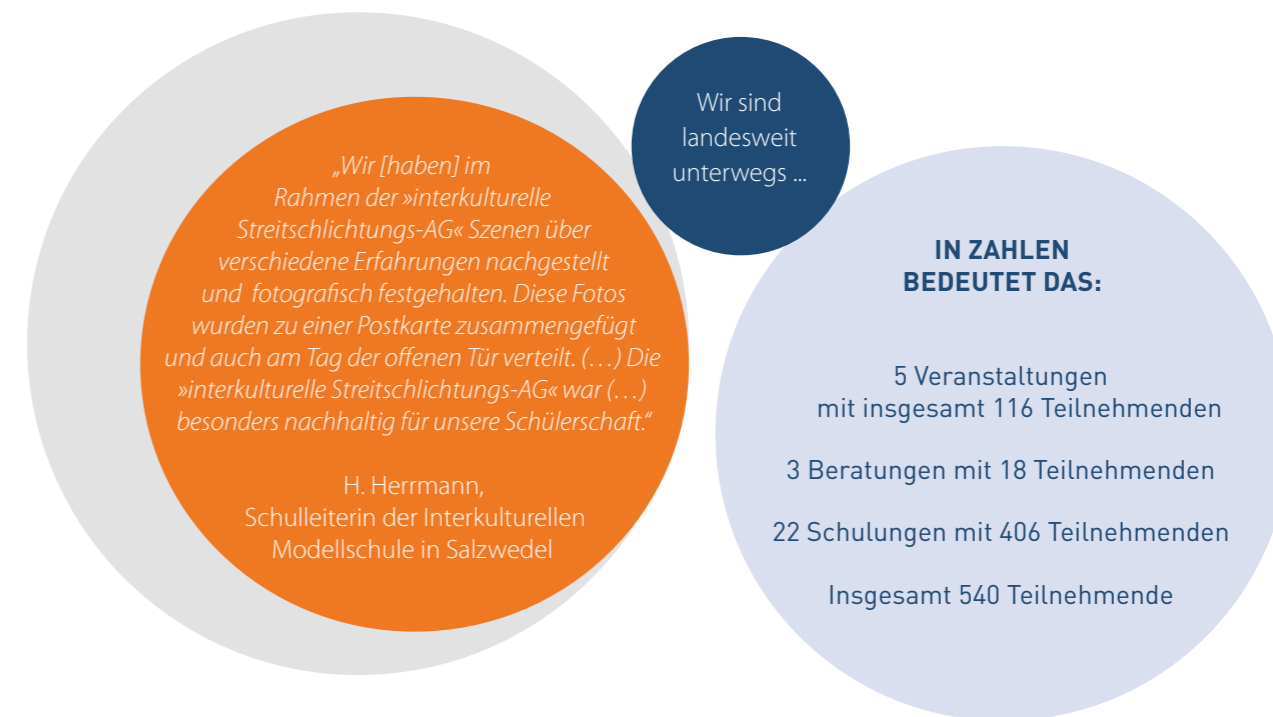 „Wir [haben] im
Rahmen der »interkulturelle
Streitschlichtungs-AG« Szenen über
verschiedene Erfahrungen nachgestellt
und fotografisch festgehalten. Diese Fotos
wurden zu einer Postkarte zusammengefügt
und auch am Tag der offenen Tür verteilt. (…) Die
»interkulturelle Streitschlichtungs-AG« war (…)
besonders nachhaltig für unsere Schülerschaft.“
H. Herrmann,
Schulleiterin der Interkulturellen
Modellschule in Salzwedel
Wir sind
landesweit
unterwegs ...
IN ZAHLEN
BEDEUTET DAS:
5 Veranstaltungen
mit insgesamt 116 Teilnehmenden
3 Beratungen mit 18 Teilnehmenden
22 Schulungen mit 406 Teilnehmenden
Insgesamt 540 Teilnehmende